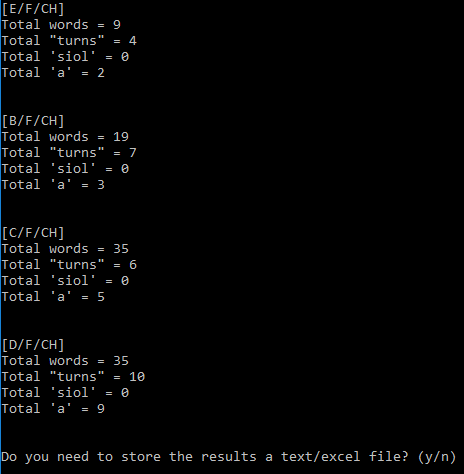 [E/F/CH]
Total words = 9
Total "turns" = 4
Total 'siol' = 0
Total 'a' = 2
[B/F/CH]
Total words = 19
Total "turns" = 7
Total 'siol' = 0
Total 'a' = 3
[C/F/CH]
Total words = 35
Total "turns" = 6
Total 'siol' = 0
Total 'a' = 5
[D/F/CH]
Total words = 35
Total "turns" = 10
Total 'siol' = 0
Total 'a' = 9
Do you need to store the results a text/excel file? (y/n)